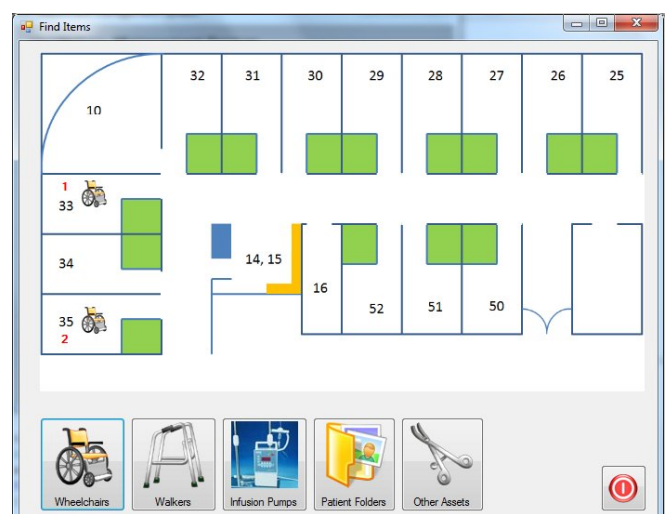 Find Items
32 31 30 29 28 27 26 25
10
1
33
34
14, 15
16
35
2
52 51 50
Wheelchairs Walkers Infusion Pumps Patient Folders Other Assets